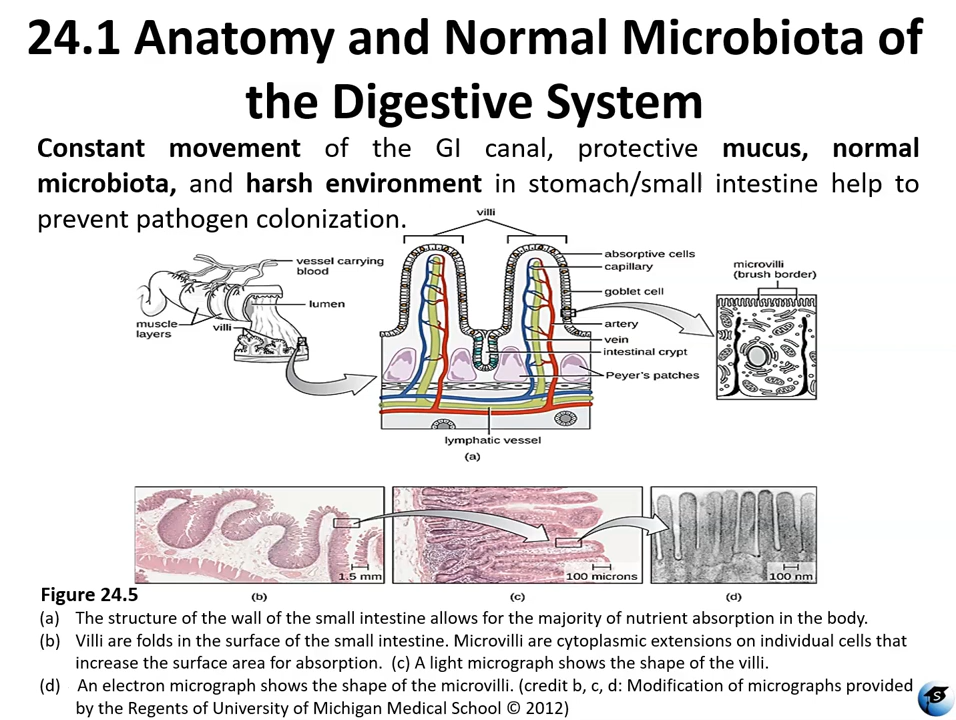 24.1 Anatomy and Normal Microbiota of
the Digestive System
Constant movement of the GI canal, protective mucus, normal
microbiota, and harsh environment in stomach/small intestine help to
prevent pathogen colonization.
villi
vessel carrying
blood
lumen
muscle
layers
villi
absorptive cells
capillary
goblet cell
artery
vein
intestinal crypt
Peyer's patches
lymphatic vessel
(a)
microvilli
(brush border)
1.5 mm
100 microns
100 nm
(b)
(c)
(d)
Figure 24.5
(a) The structure of the wall of the small intestine allows for the majority of nutrient absorption in the body.
(b) Villi are folds in the surface of the small intestine. Microvilli are cytoplasmic extensions on individual cells that
increase the surface area for absorption. (c) A light micrograph shows the shape of the villi.
(d) An electron micrograph shows the shape of the microvilli. (credit b, c, d: Modification of micrographs provided
by the Regents of University of Michigan Medical School © 2012)
S